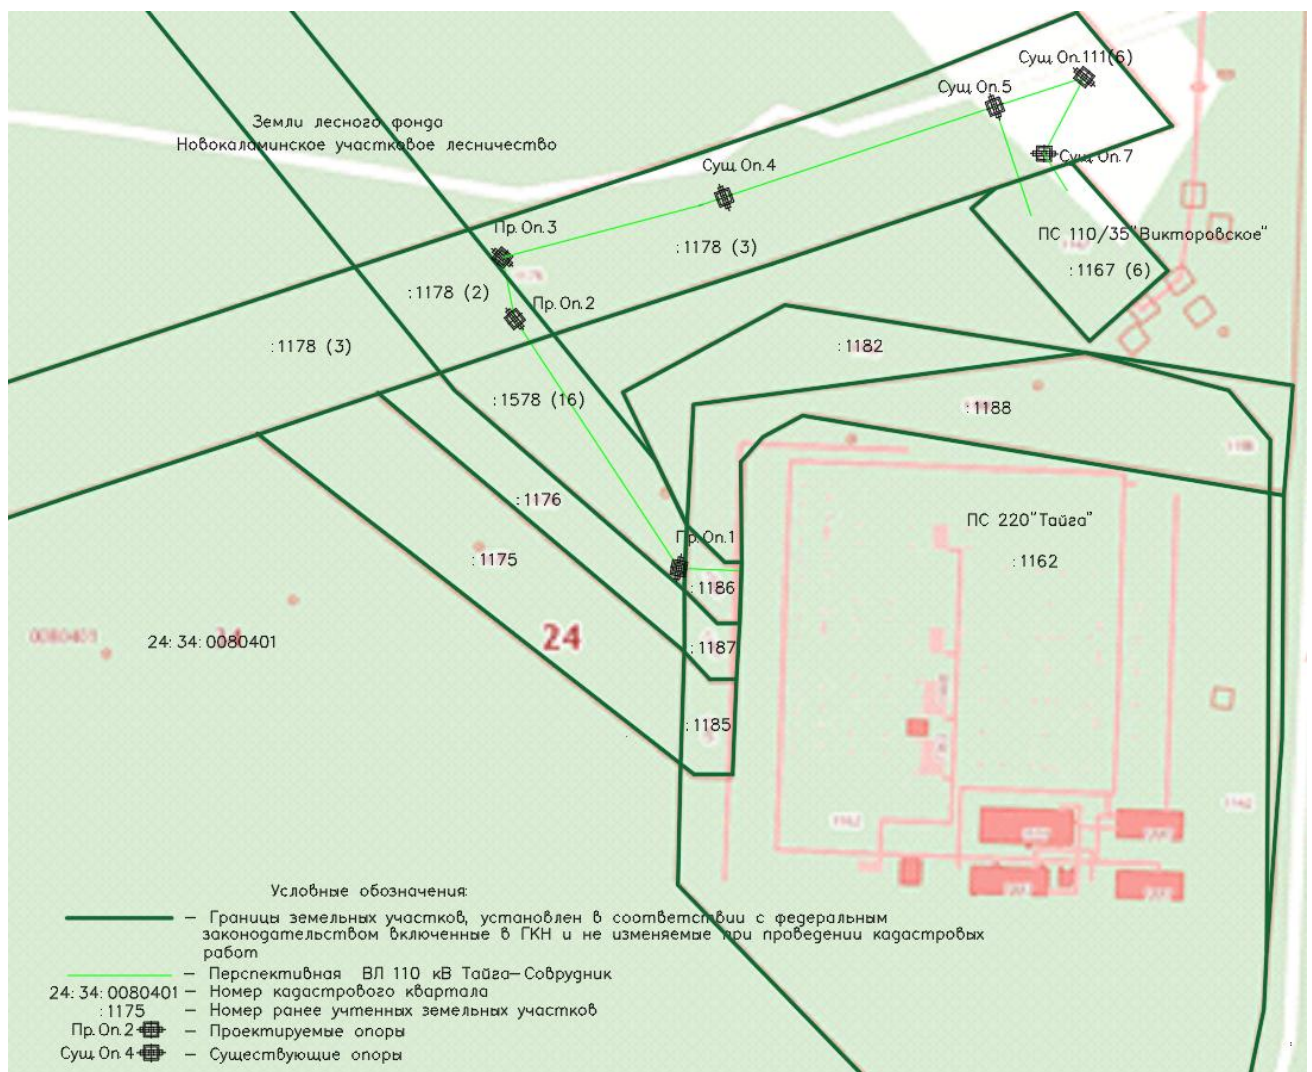 Сущ.Оп.111(6)
Сущ.Оп.5
Земли лесного фонда
Новокаламинское участковое лесничество
Сущ.Оп.7
Сущ.Оп.4
Пр.Оп.3
ПС 110/35"Викторовское"
:1178 (3)
:1167 (6)
:1178 (2)
Пр.Оп.2
:1178 (3)
:1182
:1578 (16)
:1188
:1176
ПС 220"Тайга"
Пр.Оп.1
:1175
:1162
:1186
24
24:34:0080401
0080401
:1187
:1185
1162
1162
Условные обозначения:
— Границы земельных участков, установлен в соответствии с федеральным
законодательством включенные в ГКН и не изменяемые при проведении кадастровых
работ
— Перспективная ВЛ 110 кВ Тайга—Соврудник
24:34:0080401 — Номер кадастрового квартала
:1175 — Номер ранее учтенных земельных участков
Пр.Оп.2 — Проектируемые опоры
Сущ.Оп.4 — Существующие опоры